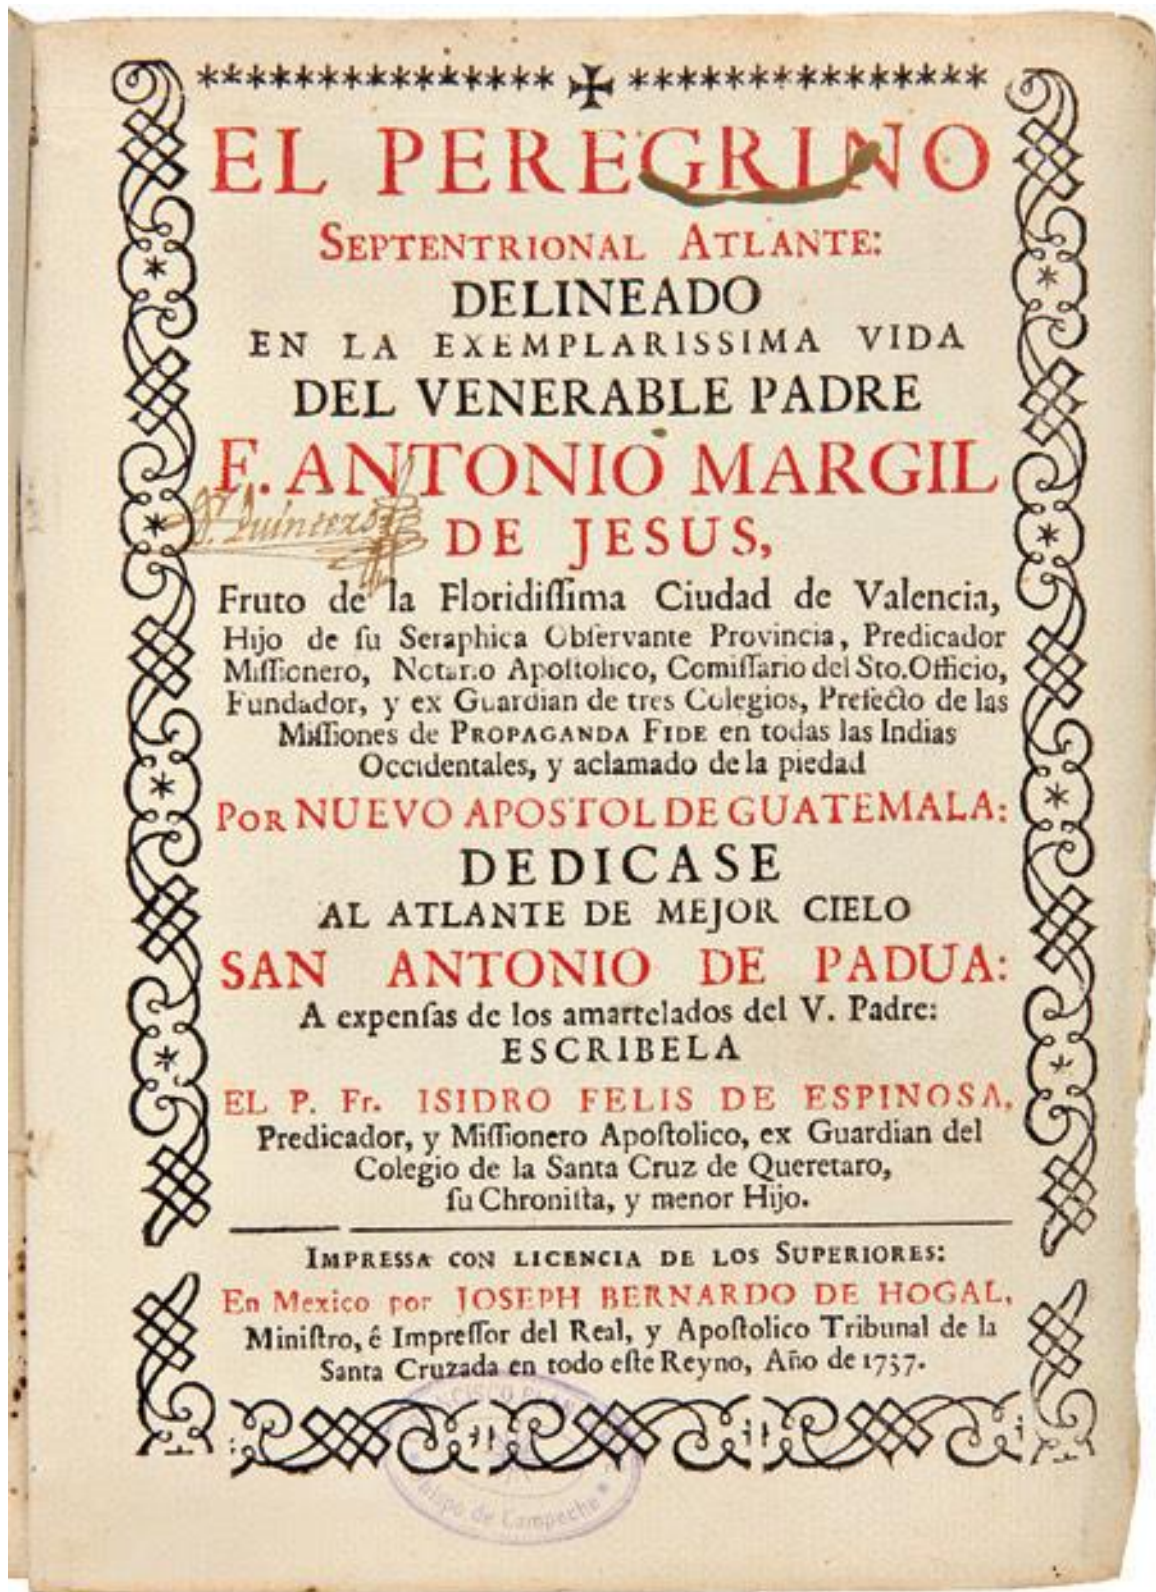 EL PEREGRINO
SEPTENTRIONAL ATLANTE:
DELINEADO
EN LA EXEMPLARISSIMA VIDA
DEL VENERABLE PADRE
F. ANTONIO MARGIL
DE JESUS,
Quintero
Fruto de la Floridiſſima Ciudad de Valencia,
Hijo de ſu Seraphica Obſervante Provincia, Predicador
Miſſionero, Notario Apoſtolico, Comiſſario del Sto. Officio,
Fundador, y ex Guardian de tres Colegios, Prefecto de las
Miſſiones de PROPAGANDA FIDE en todas las Indias
Occidentales, y aclamado de la piedad
POR NUEVO APOSTOL DE GUATEMALA:
DEDICASE
AL ATLANTE DE MEJOR CIELO
SAN ANTONIO DE PADUA:
A expenſas de los amartelados del V. Padre:
ESCRIBELA
EL P. Fr. ISIDRO FELIS DE ESPINOSA,
Predicador, y Miſſionero Apoſtolico, ex Guardian del
Colegio de la Santa Cruz de Queretaro,
ſu Chroniſta, y menor Hijo.
IMPRESSA CON LICENCIA DE LOS SUPERIORES:
En Mexico por JOSEPH BERNARDO DE HOGAL,
Miniſtro, é Impreſſor del Real, y Apoſtolico Tribunal de la
Santa Cruzada en todo eſte Reyno, Año de 1737.
de Campeche